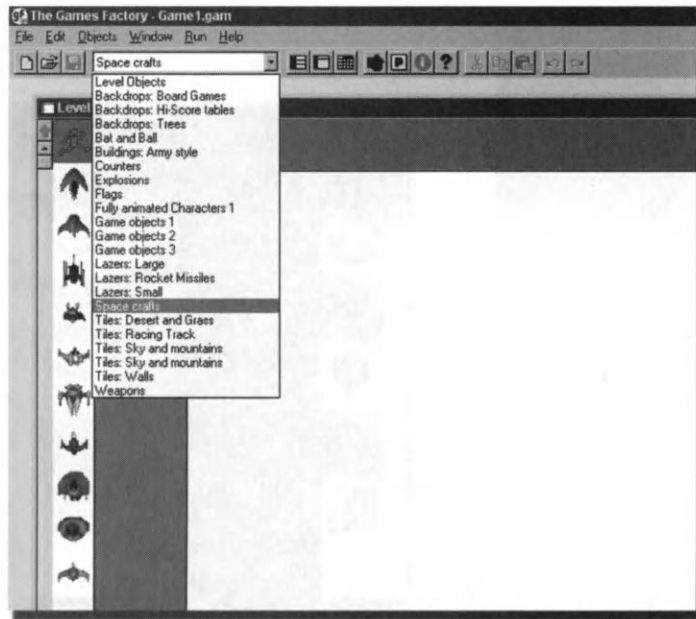 The Games Factory - Game1.gam
File Edit Objects Window Run Help
Space crafts
Level Objects
Backdrops: Board Games
Backdrops: Hi-Score tables
Backdrops: Trees
Bat and Ball
Buildings: Army style
Counters
Explosions
Flags
Fully animated Characters 1
Game objects 1
Game objects 2
Game objects 3
Lazers: Large
Lazers: Rocket Missiles
Lazers: Small
Space crafts
Tiles: Desert and Grass
Tiles: Racing Track
Tiles: Sky and mountains
Tiles: Sky and mountains
Tiles: Walls
Weapons
Level